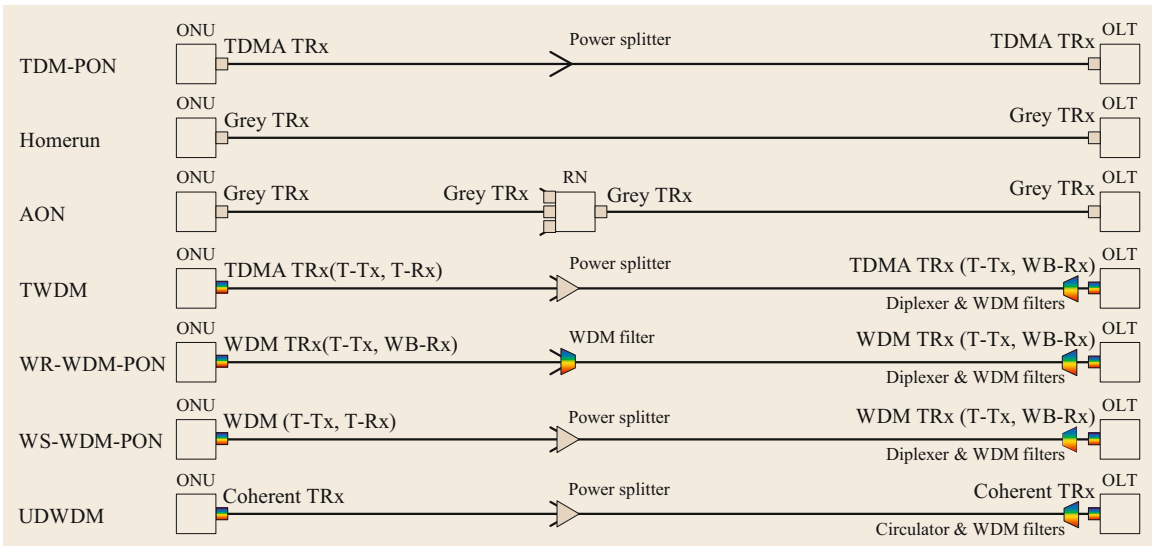 ONU
OLT
TDM-PON
TDMA TRx
Power splitter
TDMA TRx
ONU
OLT
Homerun
Grey TRx
Grey TRx
ONU
RN
OLT
AON
Grey TRx
Grey TRx
Grey TRx
Grey TRx
ONU
OLT
TWDM
TDMA TRx(T-Tx, T-Rx)
Power splitter
TDMA TRx (T-Tx, WB-Rx)
Diplexer & WDM filters
ONU
OLT
WR-WDM-PON
WDM TRx(T-Tx, WB-Rx)
WDM filter
WDM TRx (T-Tx, WB-Rx)
Diplexer & WDM filters
ONU
OLT
WS-WDM-PON
WDM (T-Tx, T-Rx)
Power splitter
WDM TRx (T-Tx, WB-Rx)
Diplexer & WDM filters
ONU
OLT
UDWDM
Coherent TRx
Power splitter
Coherent TRx
Circulator & WDM filters